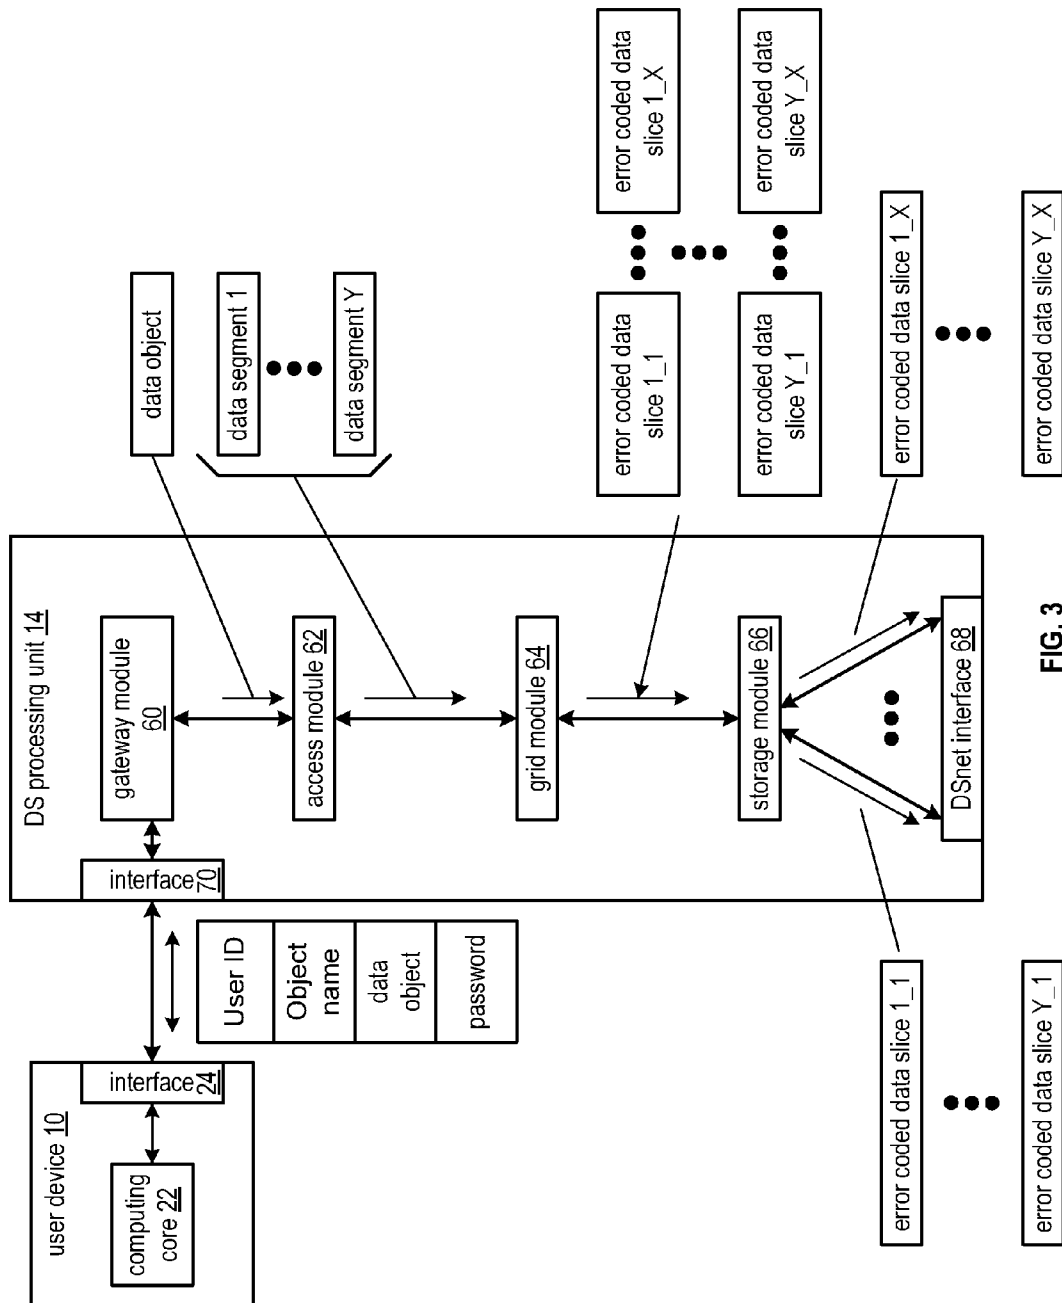 user device 10
computing
core 22
interface 24
User ID
Object
name
data
object
password
DS processing unit 14
interface 70
gateway module
60
access module 62
grid module 64
storage module 66
DSnet interface 68
data object
data segment 1
data segment Y
error coded data
slice 1_1
error coded data
slice 1_X
error coded data
slice Y_1
error coded data
slice Y_X
error coded data slice 1_1
error coded data slice Y_1
error coded data slice 1_X
error coded data slice Y_X
FIG. 3